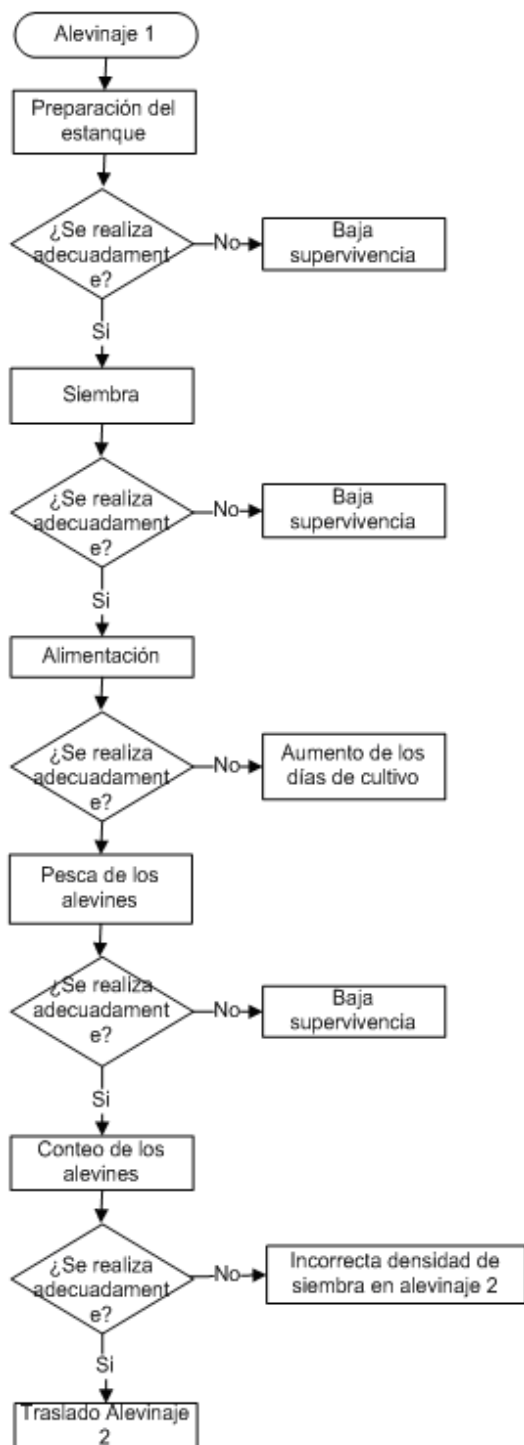 Alevinaje 1
Preparación del
estanque
¿Se realiza
adecuadament
e?
No
Baja
supervivencia
Si
Siembra
¿Se realiza
adecuadament
e?
No
Baja
supervivencia
Si
Alimentación
¿Se realiza
adecuadament
e?
No
Aumento de los
días de cultivo
Pesca de los
alevines
¿Se realiza
adecuadament
e?
No
Baja
supervivencia
Si
Conteo de los
alevines
¿Se realiza
adecuadament
e?
No
Incorrecta densidad de
siembra en alevinaje 2
Si
Traslado Alevinaje
2